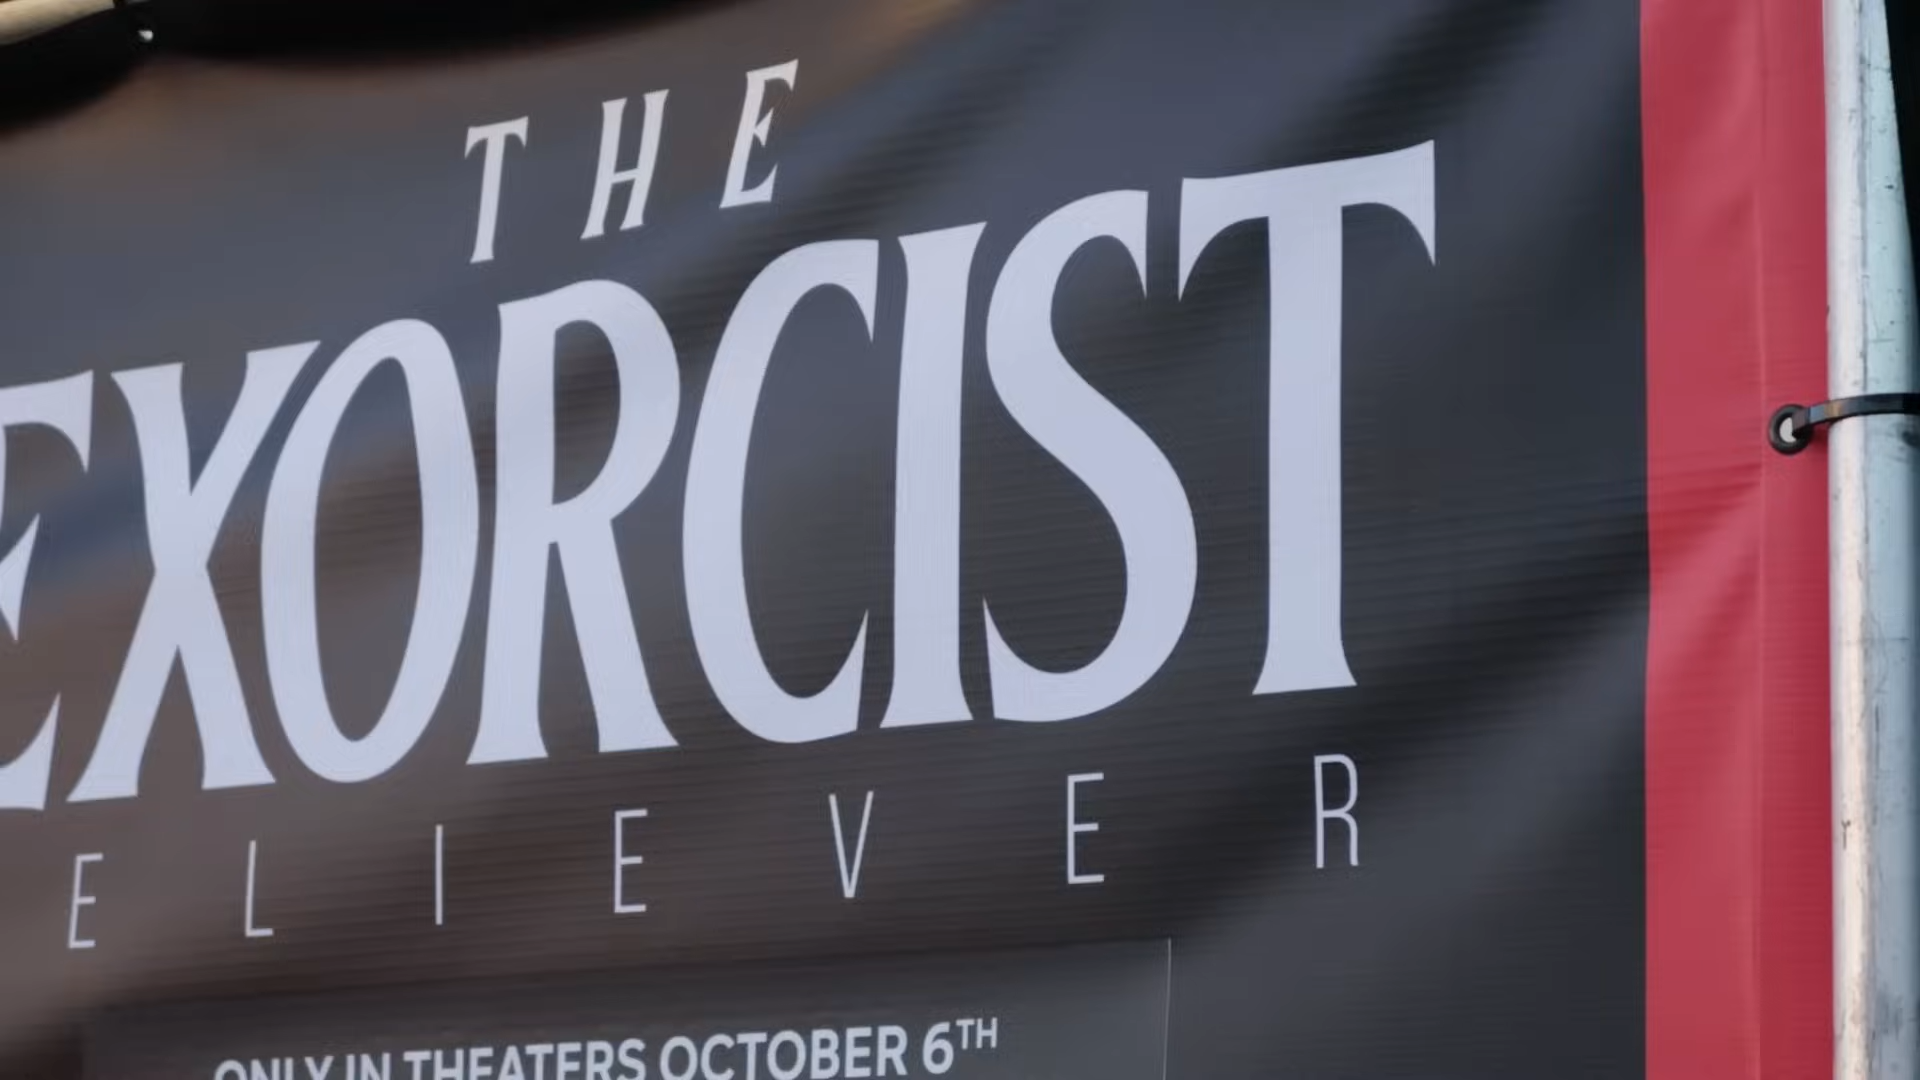 THE
EXORCIST
ELIEVER
ONLY IN THEATERS OCTOBER 6TH